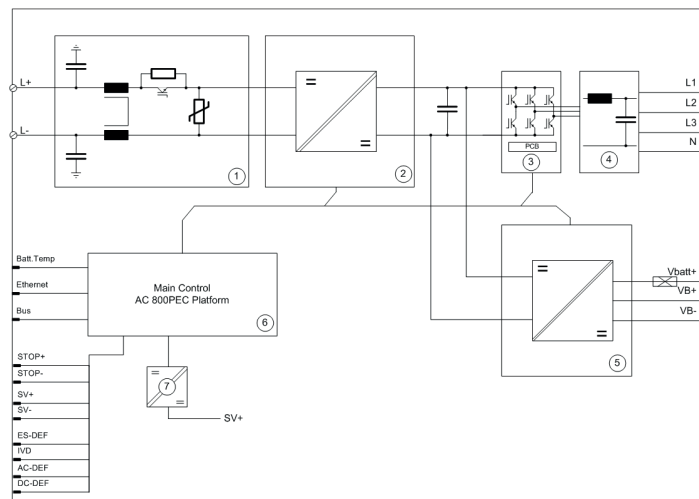 L+
L-
1
2
PCB
3
4
L1
L2
L3
N
Batt.Temp
Ethernet
Bus
Main Control
AC 800PEC Platform
6
Vbatt+
VB+
VB-
5
STOP+
STOP-
SV+
SV-
ES-DEF
IVD
AC-DEF
DC-DEF
7
SV+